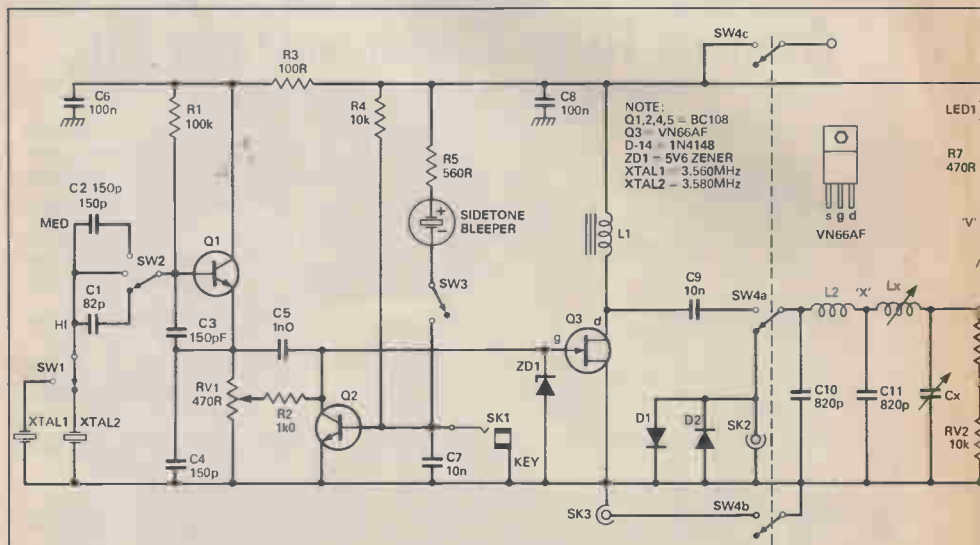 SW4c
R3
100R
C6
100n
R1
100k
R4
10k
C8
100n
NOTE:
Q1,2,4,5 – BC108
Q3 – VN66AF
D-14 – 1N4148
ZD1 – 5V6 ZENER
XTAL1 – 3.560MHz
XTAL2 – 3.580MHz
LED1
R7
470R
R5
560R
C2 150p
150p
MED
s g d
VN66AF
+
–
SIDETONE
BLEEPER
L1
'V'
Q1
SW2
C1
82p
SW3
C9
10n
SW4a
L2
'X'
Lx
HI
C3
150pF
C5
1n0
Q3
d
g
SW1
RV1
470R
ZD1
C10
820p
C11
820p
Cx
R2
1k0
Q2
SK1
D1
D2
SK2
RV2
10k
XTAL1
XTAL2
C4
150p
C7
10n
KEY
SK3
SW4b